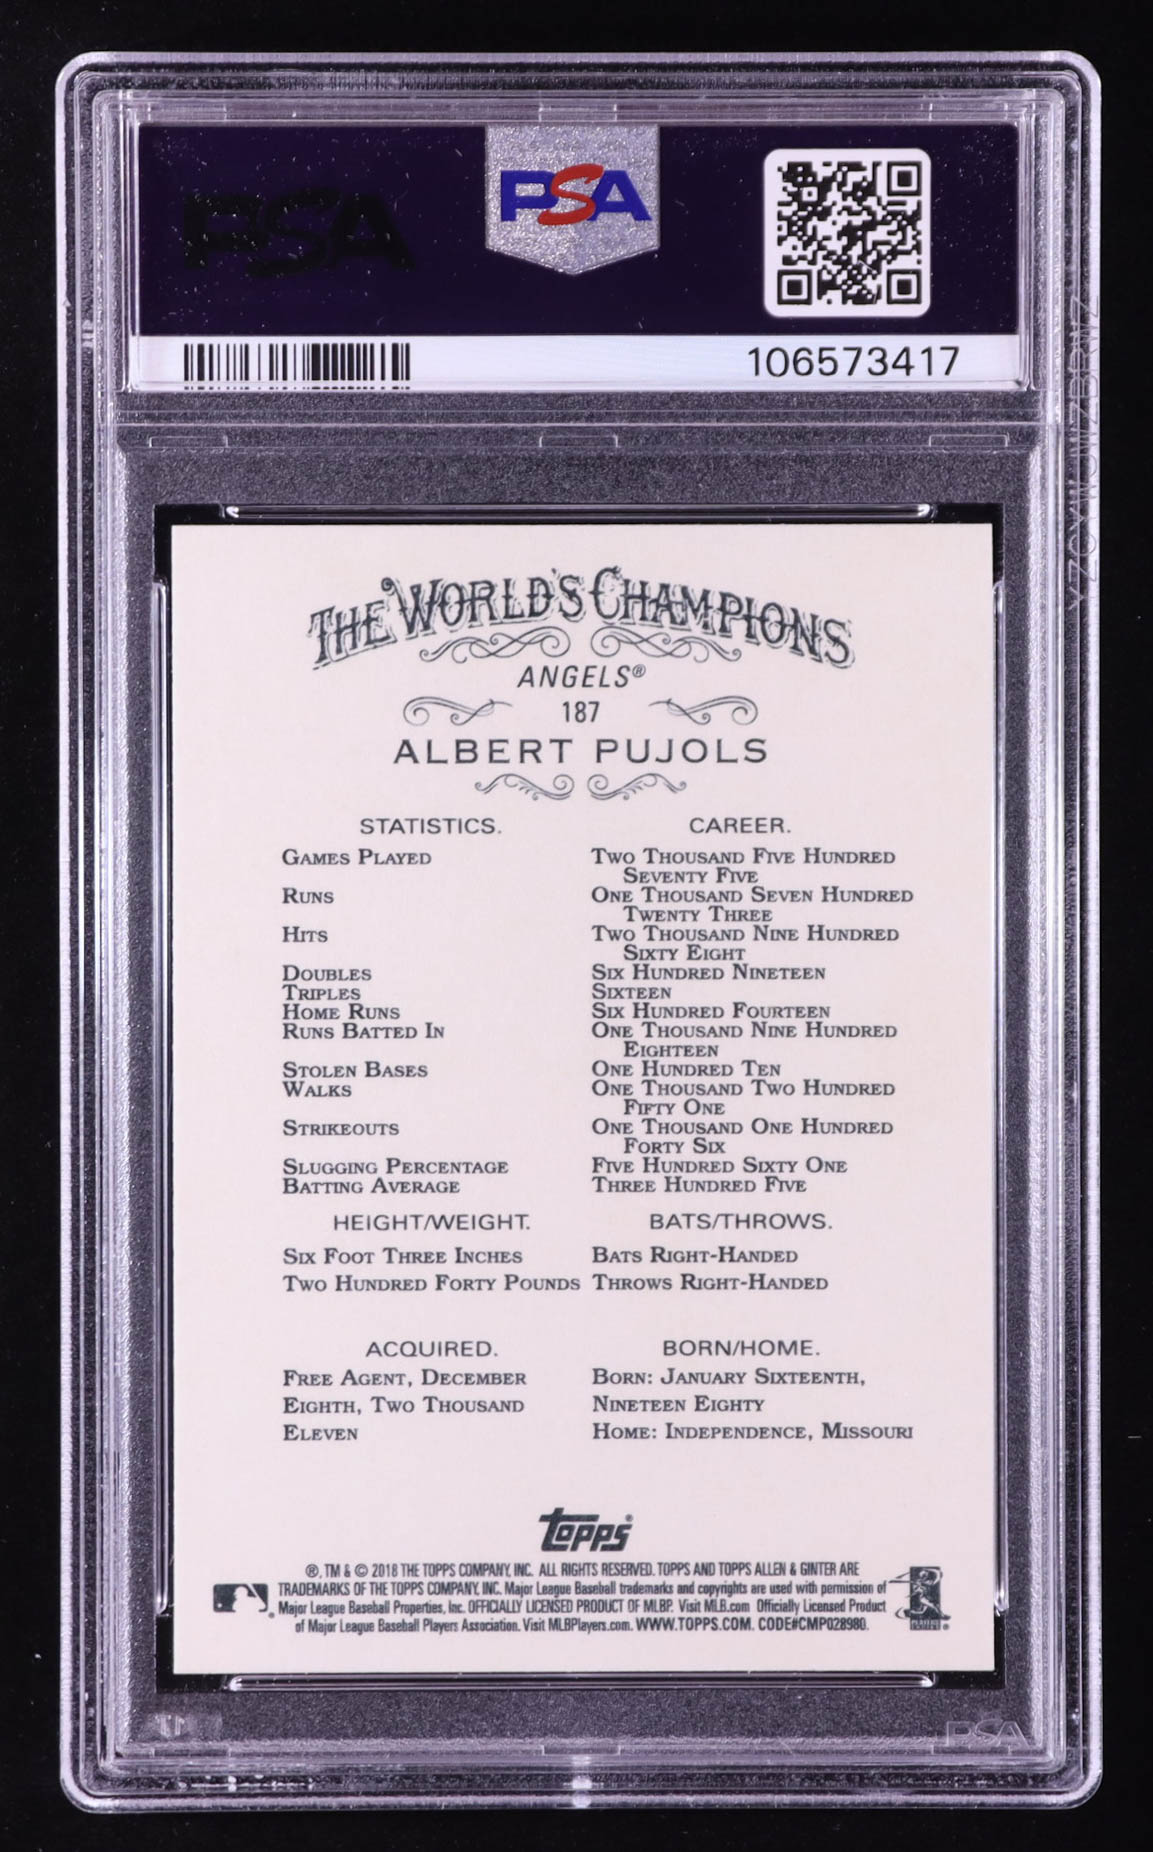 PSA
PSA
106573417
THE WORLD'S CHAMPIONS
ANGELS®
187
ALBERT PUJOLS
STATISTICS. CAREER.
GAMES PLAYED TWO THOUSAND FIVE HUNDRED
SEVENTY FIVE
RUNS ONE THOUSAND SEVEN HUNDRED
TWENTY THREE
HITS TWO THOUSAND NINE HUNDRED
SIXTY EIGHT
DOUBLES SIX HUNDRED NINETEEN
TRIPLES SIXTEEN
HOME RUNS SIX HUNDRED FOURTEEN
RUNS BATTED IN ONE THOUSAND NINE HUNDRED
EIGHTEEN
STOLEN BASES ONE HUNDRED TEN
WALKS ONE THOUSAND TWO HUNDRED
FIFTY ONE
STRIKEOUTS ONE THOUSAND ONE HUNDRED
FORTY SIX
SLUGGING PERCENTAGE FIVE HUNDRED SIXTY ONE
BATTING AVERAGE THREE HUNDRED FIVE
HEIGHT/WEIGHT. BATS/THROWS.
SIX FOOT THREE INCHES BATS RIGHT-HANDED
TWO HUNDRED FORTY POUNDS THROWS RIGHT-HANDED
ACQUIRED. BORN/HOME.
FREE AGENT, DECEMBER BORN: JANUARY SIXTEENTH,
EIGHTH, TWO THOUSAND NINETEEN EIGHTY
ELEVEN HOME: INDEPENDENCE, MISSOURI
Topps®
®, TM & © 2018 THE TOPPS COMPANY, INC. ALL RIGHTS RESERVED. TOPPS AND TOPPS ALLEN & GINTER ARE
TRADEMARKS OF THE TOPPS COMPANY, INC. Major League Baseball trademarks and copyrights are used with permission of
Major League Baseball Properties, Inc. OFFICIALLY LICENSED PRODUCT OF MLBP. Visit MLB.com Officially Licensed Product
of Major League Baseball Players Association. Visit MLBPlayers.com. WWW.TOPPS.COM. CODE#CMP028980.
PSA